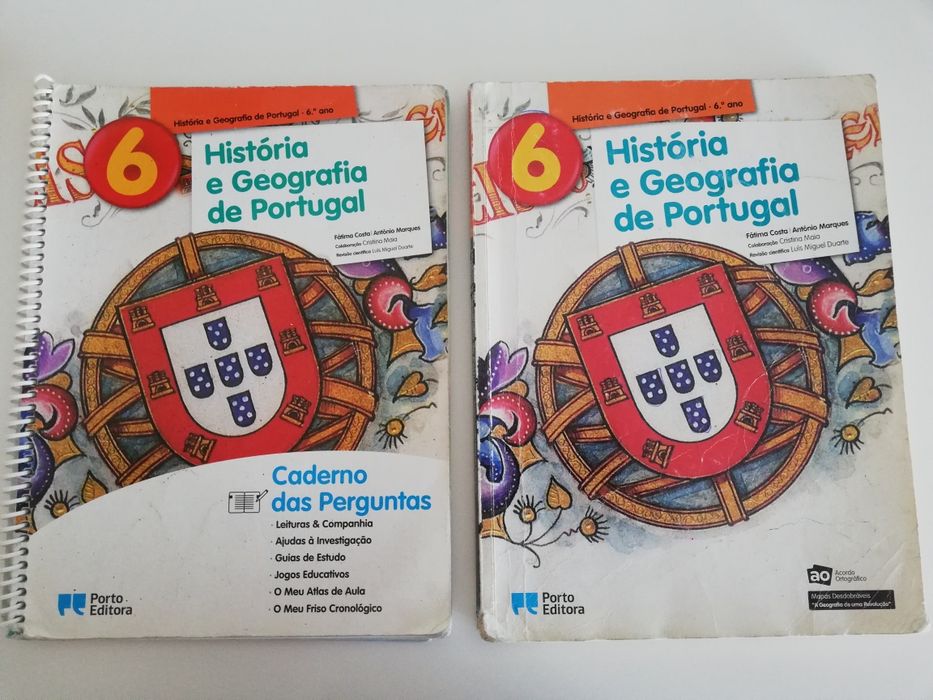 História e Geografia de Portugal · 6.º ano
6
História
e Geografia
de Portugal
Fátima Costa | António Marques
Colaboração Cristina Maia
Revisão científica Luís Miguel Duarte
Caderno
das Perguntas
· Leituras & Companhia
· Ajudas à Investigação
· Guias de Estudo
· Jogos Educativos
· O Meu Atlas de Aula
· O Meu Friso Cronológico
Porto
Editora
História e Geografia de Portugal · 6.º ano
6
História
e Geografia
de Portugal
Fátima Costa | António Marques
Colaboração Cristina Maia
Revisão científica Luís Miguel Duarte
ao Acordo
Ortográfico
Mapas Desdobráveis
"A Geografia de uma Revolução"
Porto
Editora